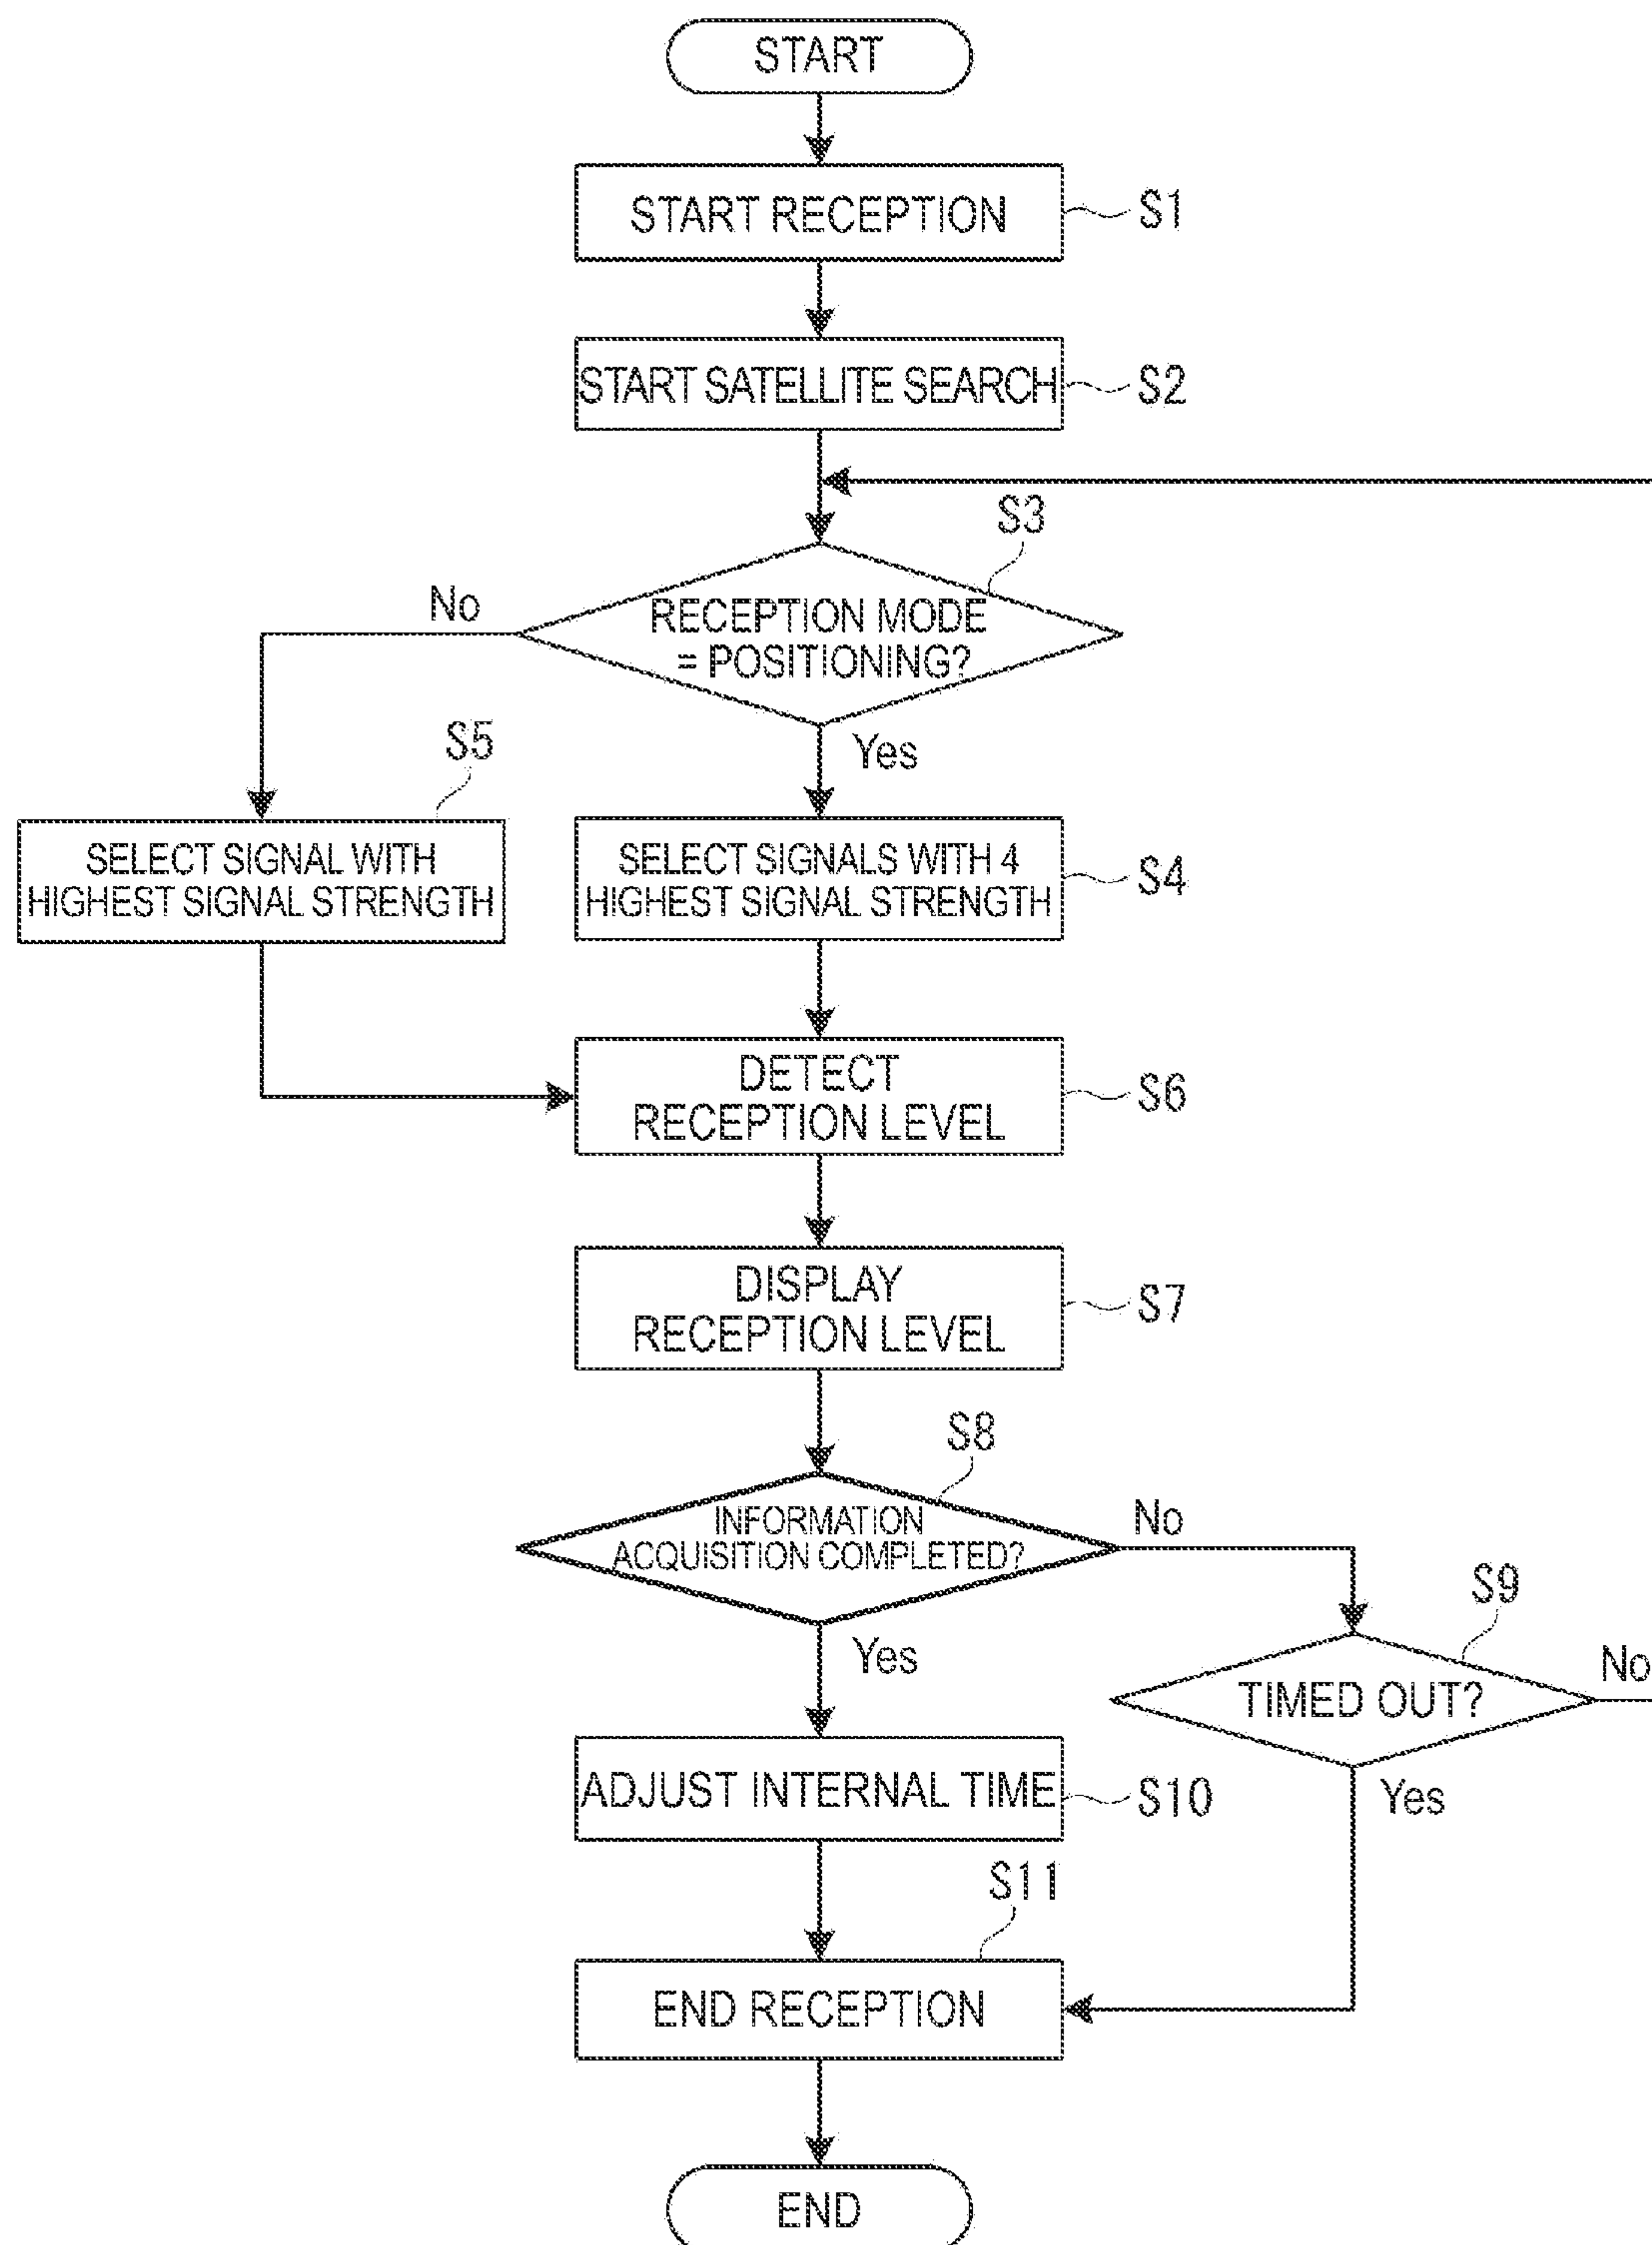 START
START RECEPTION
S1
START SATELLITE SEARCH
S2
S3
RECEPTION MODE
= POSITIONING?
No
Yes
S5
SELECT SIGNAL WITH
HIGHEST SIGNAL STRENGTH
SELECT SIGNALS WITH 4
HIGHEST SIGNAL STRENGTH
S4
DETECT
RECEPTION LEVEL
S6
DISPLAY
RECEPTION LEVEL
S7
S8
INFORMATION
ACQUISITION COMPLETED?
No
Yes
S9
TIMED OUT?
No
Yes
ADJUST INTERNAL TIME
S10
S11
END RECEPTION
END